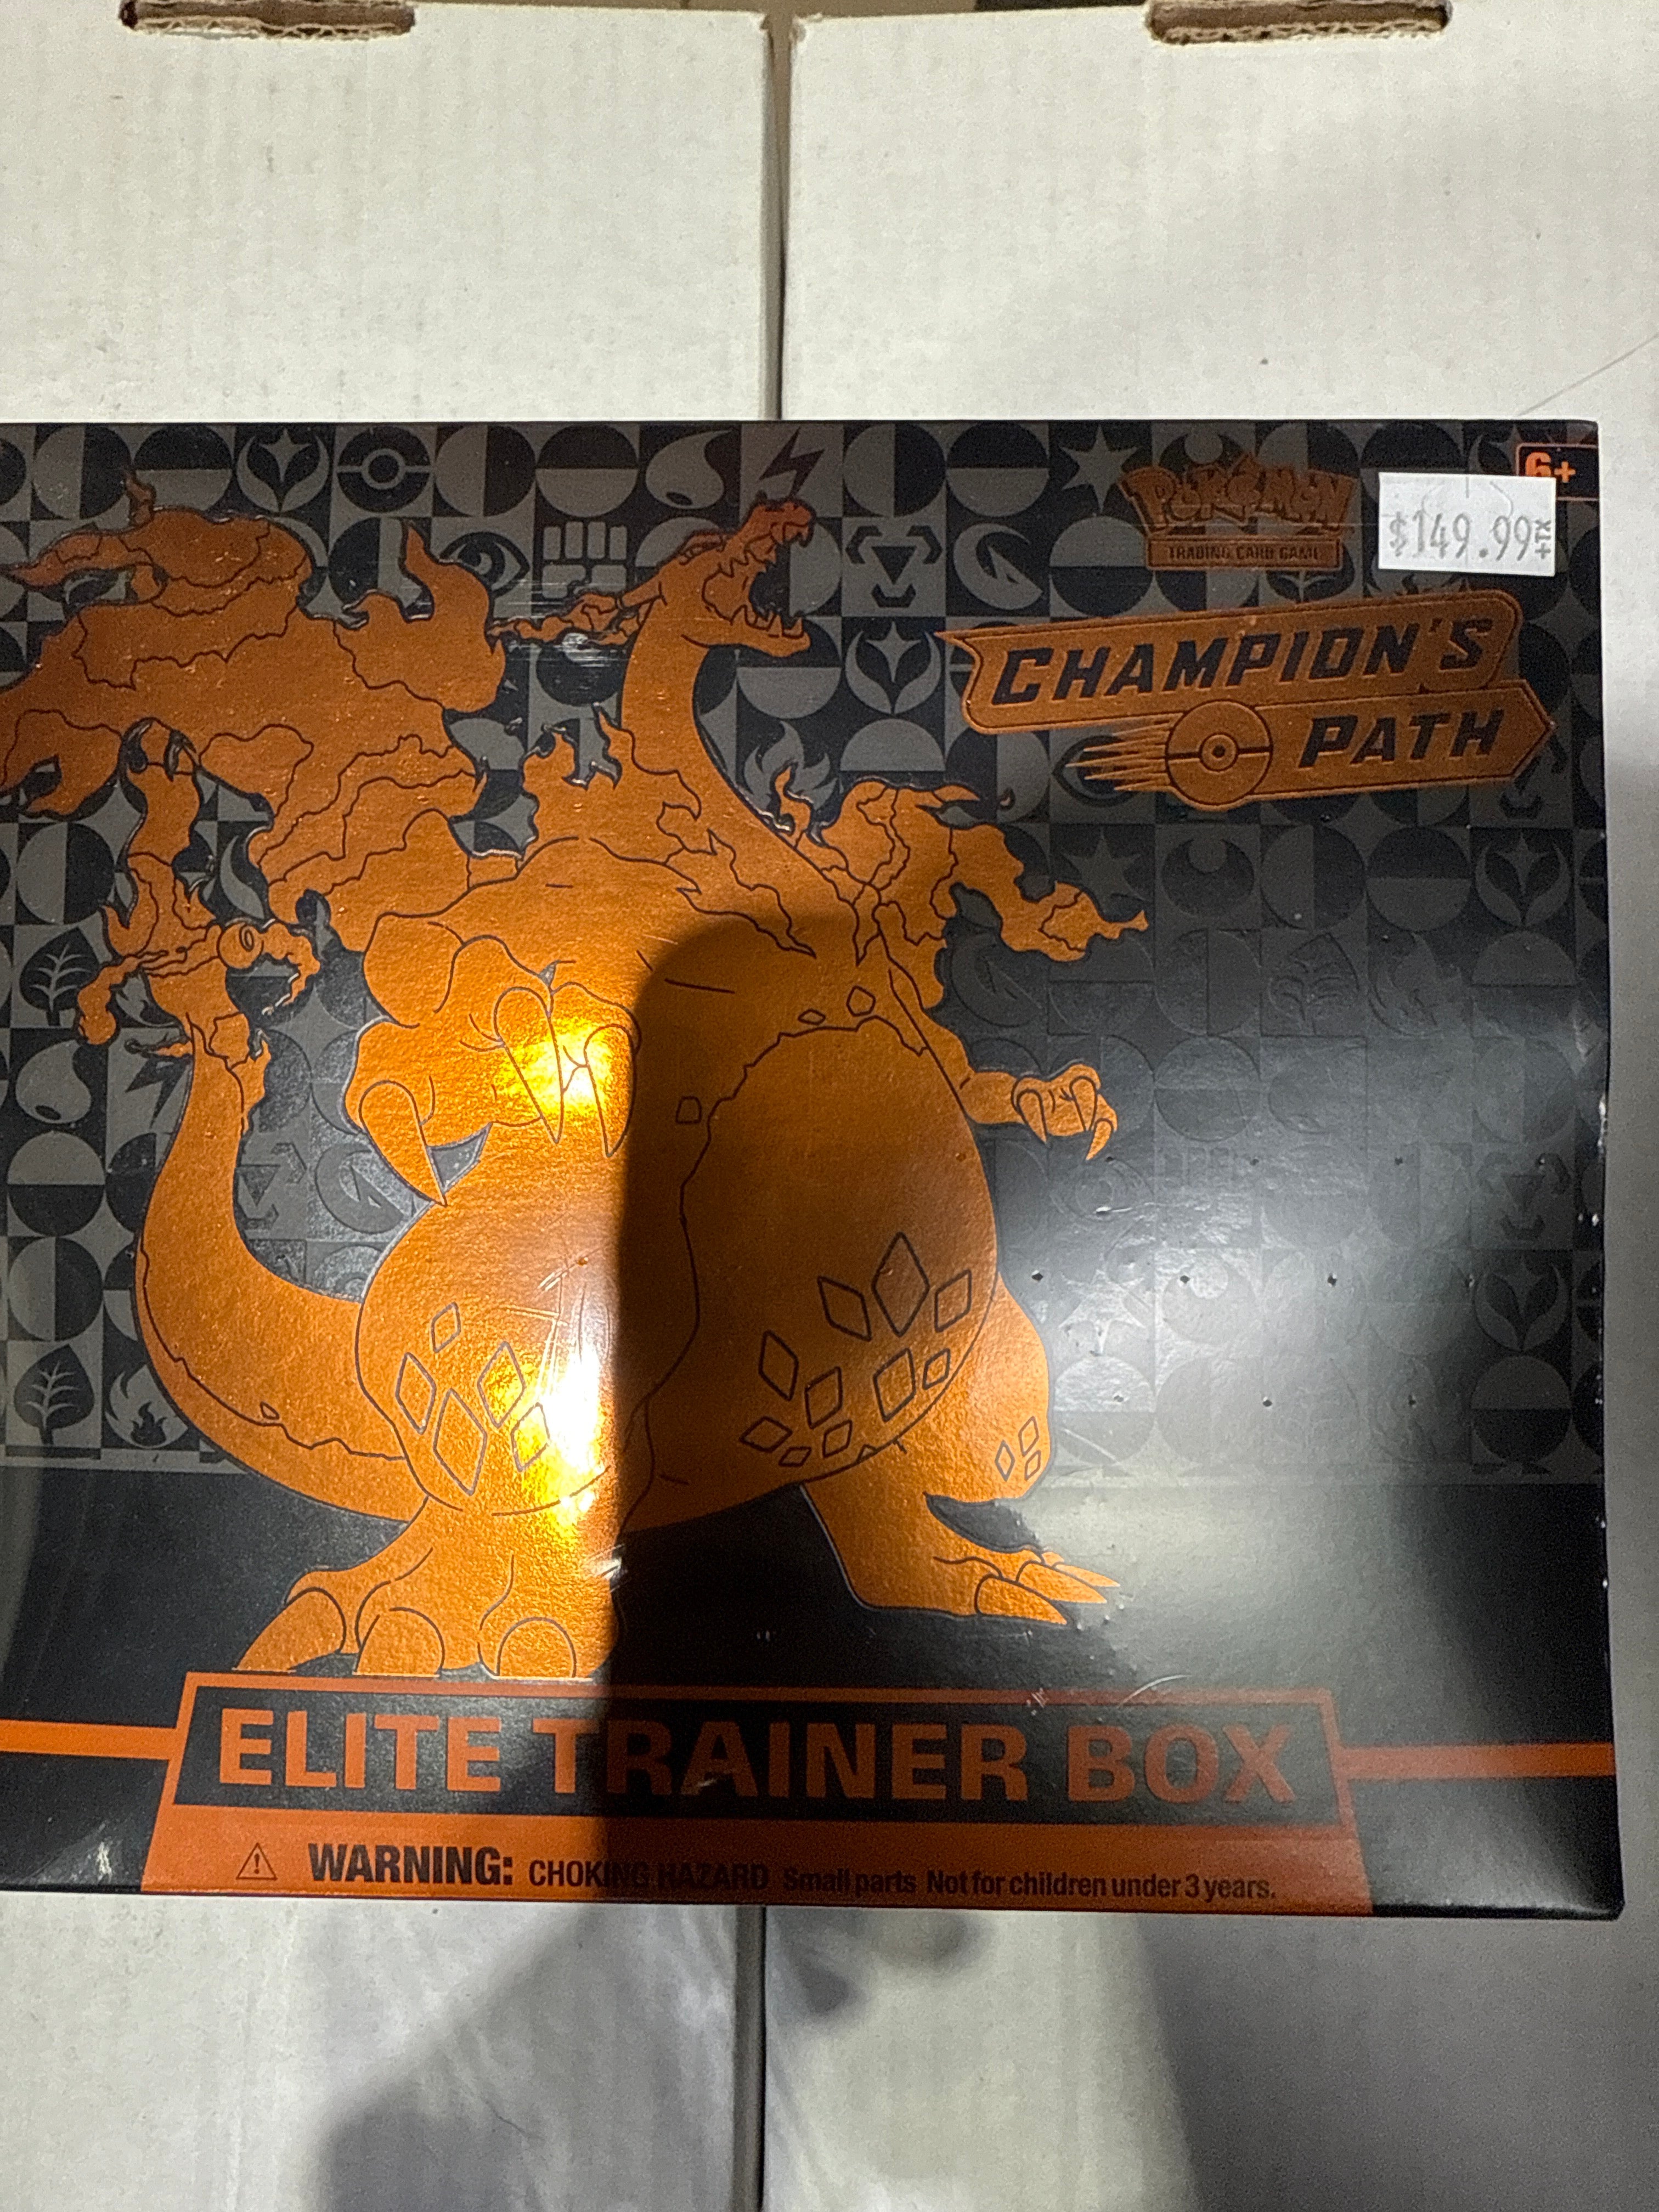 6+
POKÉMON
TRADING CARD GAME
$149.99+TX
CHAMPION'S
PATH
ELITE TRAINER BOX
WARNING: CHOKING HAZARD Small parts Not for children under 3 years.